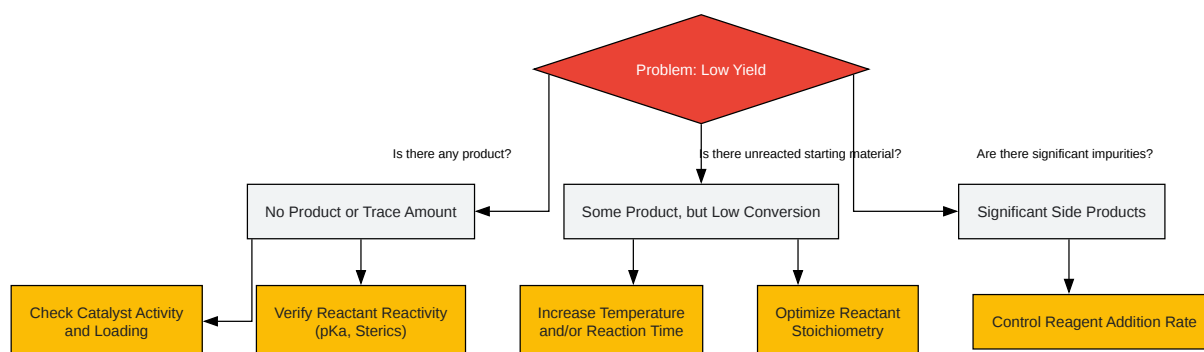 Problem: Low Yield
Is there any product?
Is there unreacted starting material?
Are there significant impurities?
No Product or Trace Amount
Some Product, but Low Conversion
Significant Side Products
Check Catalyst Activity
and Loading
Verify Reactant Reactivity
(pKa, Sterics)
Increase Temperature
and/or Reaction Time
Optimize Reactant
Stoichiometry
Control Reagent Addition Rate